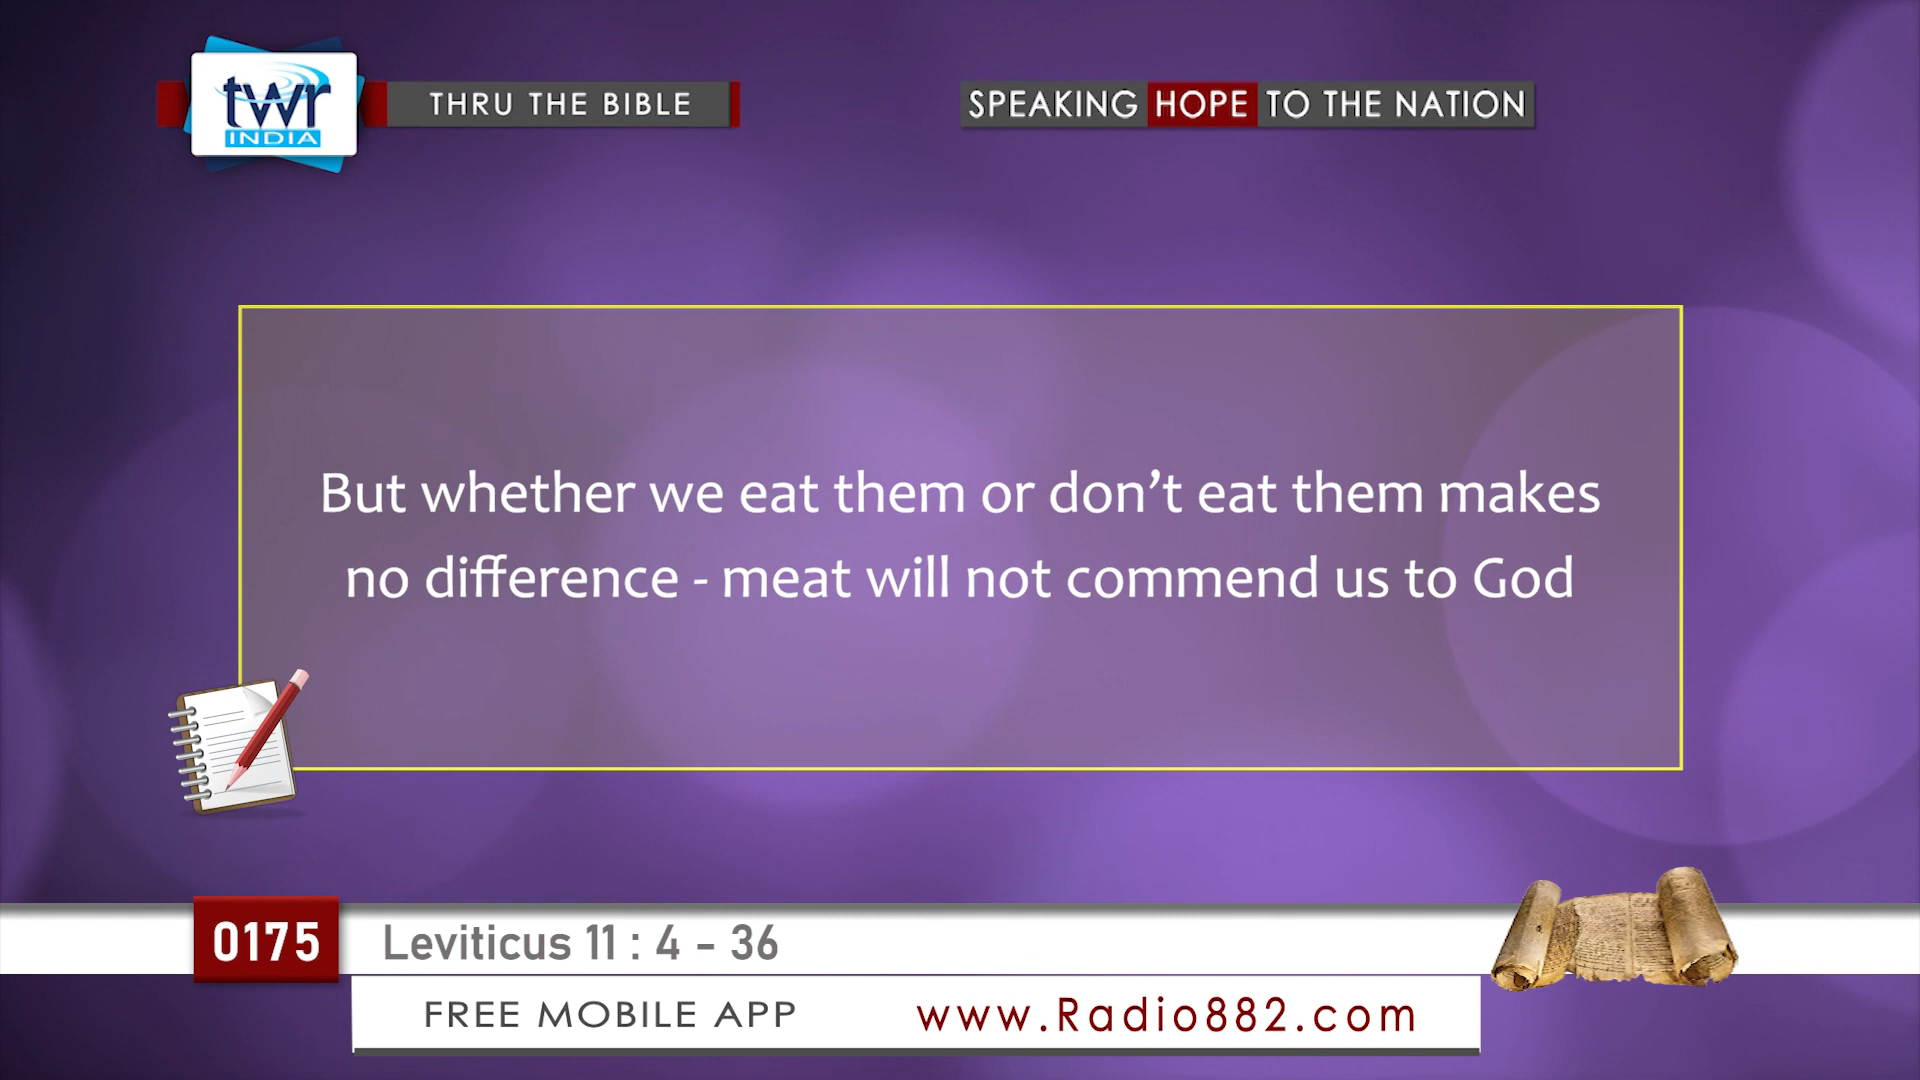 twr
INDIA
THRU THE BIBLE
SPEAKING HOPE TO THE NATION
But whether we eat them or don’t eat them makes
no difference - meat will not commend us to God
0175
Leviticus 11 : 4 - 36
FREE MOBILE APP
www.Radio882.com